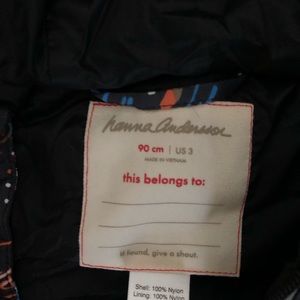 hanna andersson
90 cm | US 3
MADE IN VIETNAM
this belongs to:
if found, give a shout.
Shell: 100% Nylon
Lining: 100% Nylon